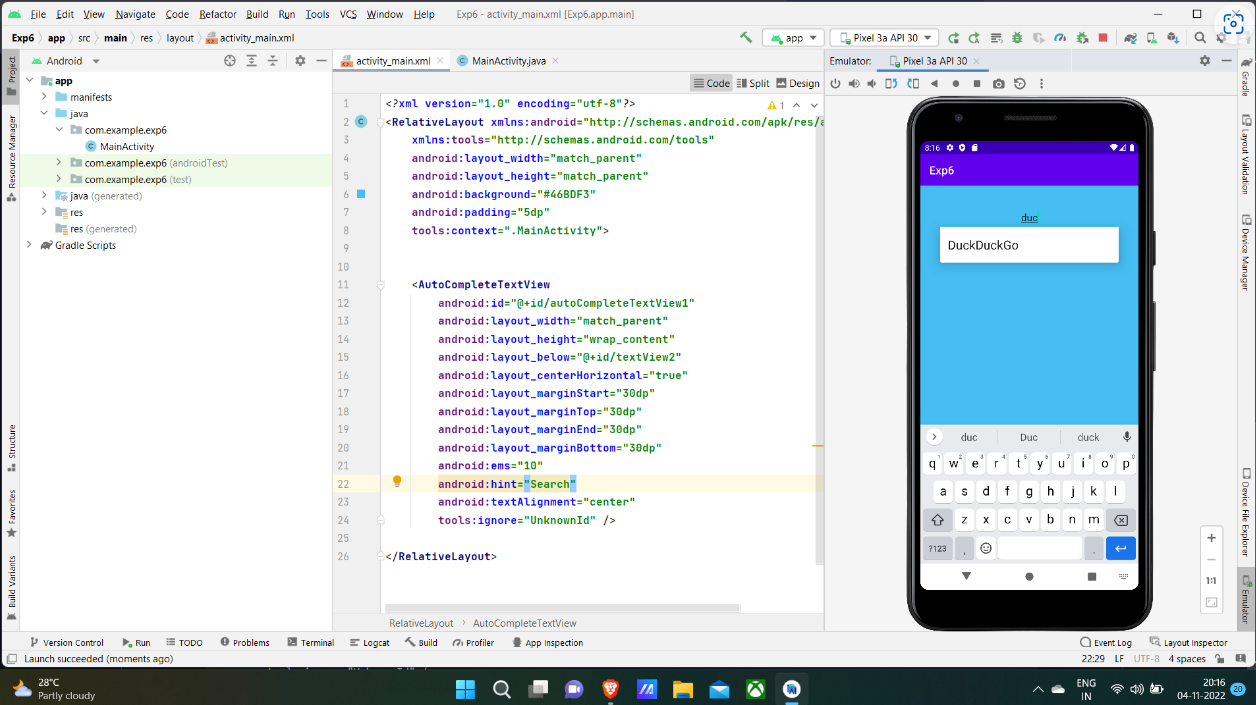 File Edit View Navigate Code Refactor Build Run Tools VCS Window Help Exp6 - activity_main.xml [Exp6.app.main]
Exp6 app src main res layout activity_main.xml app Pixel 3a API 30
Android activity_main.xml MainActivity.java Emulator: Pixel 3a API 30
Code Split Design
Project
Resource Manager
Structure
Favorites
Build Variants
app
manifests
java
com.example.exp6
MainActivity
com.example.exp6 (androidTest)
com.example.exp6 (test)
java (generated)
res
res (generated)
Gradle Scripts
1 <?xml version="1.0" encoding="utf-8"?>
1
2 <RelativeLayout xmlns:android="http://schemas.android.com/apk/res/a
3 xmlns:tools="http://schemas.android.com/tools"
4 android:layout_width="match_parent"
5 android:layout_height="match_parent"
6 android:background="#46BDF3"
7 android:padding="5dp"
8 tools:context=".MainActivity">
9
10
11 <AutoCompleteTextView
12 android:id="@+id/autoCompleteTextView1"
13 android:layout_width="match_parent"
14 android:layout_height="wrap_content"
15 android:layout_below="@+id/textView2"
16 android:layout_centerHorizontal="true"
17 android:layout_marginStart="30dp"
18 android:layout_marginTop="30dp"
19 android:layout_marginEnd="30dp"
20 android:layout_marginBottom="30dp"
21 android:ems="10"
22 android:hint="Search"
23 android:textAlignment="center"
24 tools:ignore="UnknownId" />
25
26 </RelativeLayout>
RelativeLayout AutoCompleteTextView
8:16
Exp6
duc
DuckDuckGo
duc Duc duck
q1 w2 e3 r4 t5 y6 u7 i8 o9 p0
a s d f g h j k l
z x c v b n m
?123 , .
1:1
Gradle
Layout Validation
Device Manager
Device File Explorer
Emulator
Version Control Run TODO Problems Terminal Logcat Build Profiler App Inspection Event Log Layout Inspector
Launch succeeded (moments ago) 22:29 LF UTF-8 4 spaces
28°C
Partly cloudy
ENG
IN
20:16
04-11-2022
20